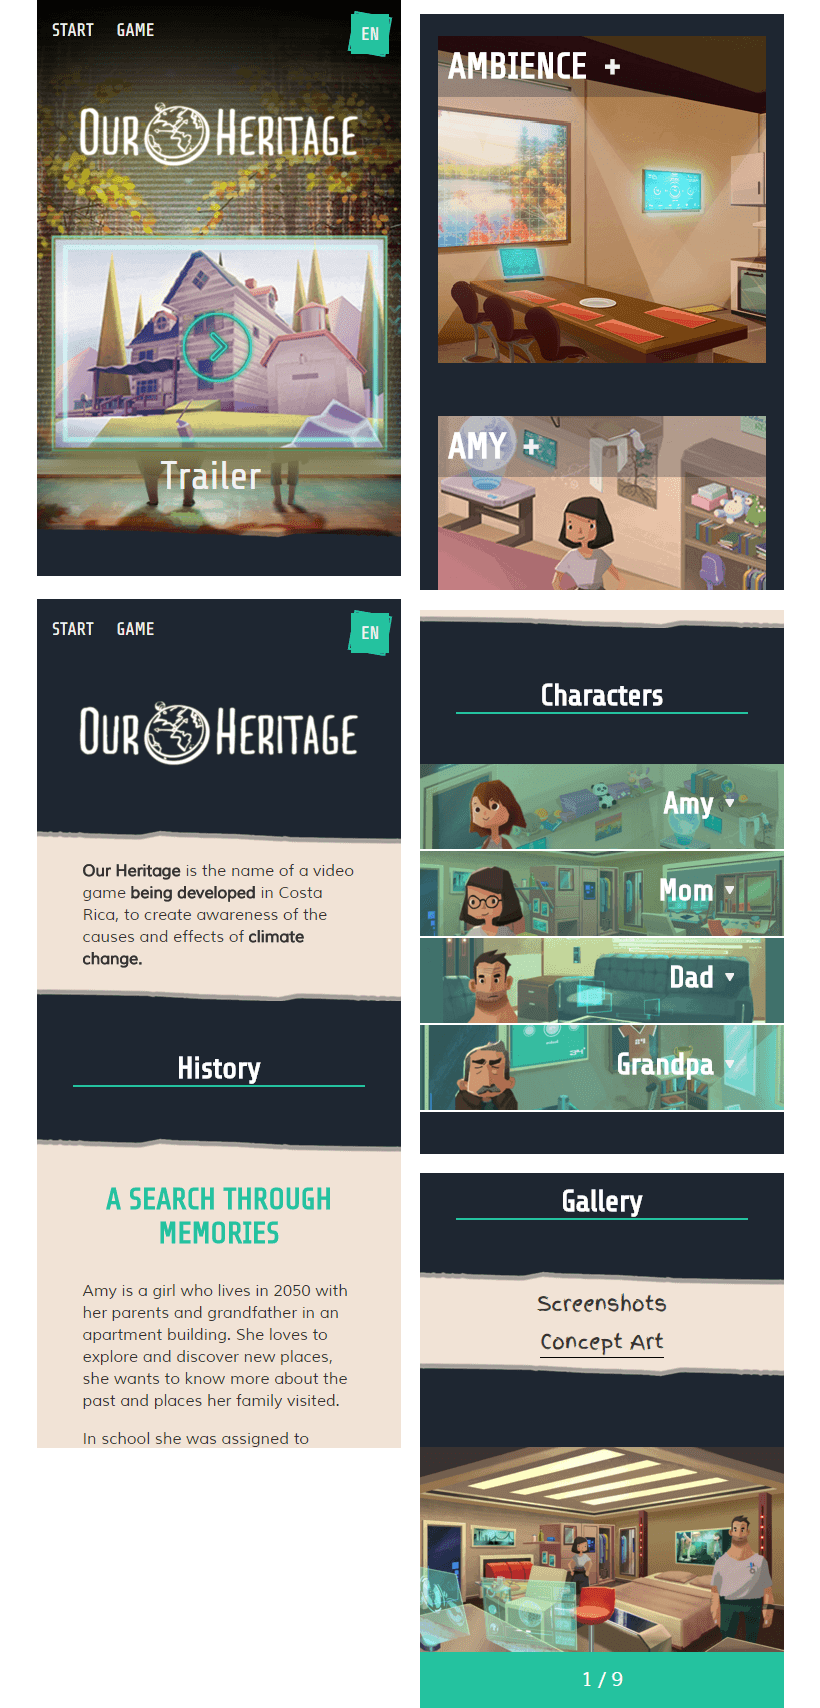 START GAME EN
OUR HERITAGE
Trailer
START GAME EN
OUR HERITAGE
Our Heritage is the name of a video
game being developed in Costa
Rica, to create awareness of the
causes and effects of climate
change.
History
A SEARCH THROUGH
MEMORIES
Amy is a girl who lives in 2050 with
her parents and grandfather in an
apartment building. She loves to
explore and discover new places,
she wants to know more about the
past and places her family visited.
In school she was assigned to
AMBIENCE +
AMY +
Characters
Amy ▼
Mom ▼
Dad ▼
Grandpa ▼
Gallery
Screenshots
Concept Art
1 / 9